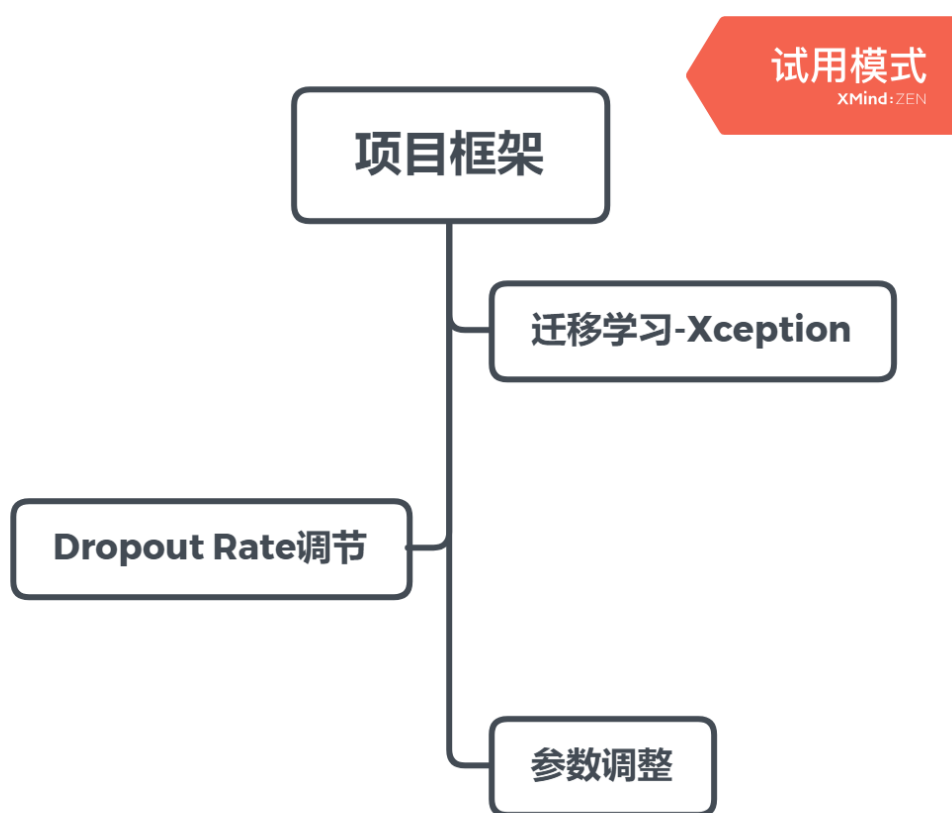 试用模式
XMind:ZEN
项目框架
迁移学习-Xception
Dropout Rate调节
参数调整